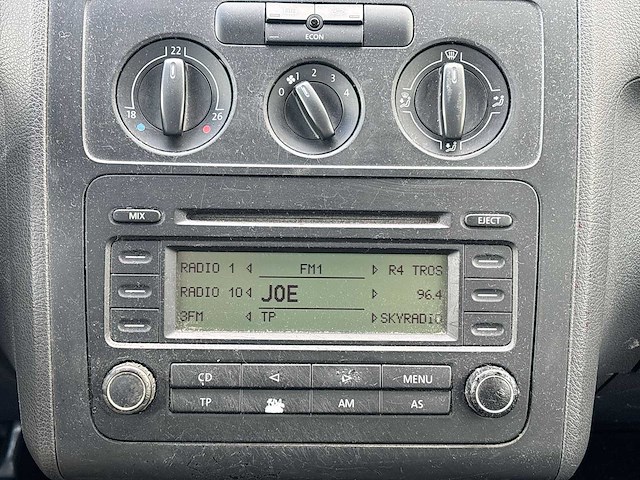 ECON
22
18
26
0 1 2 3 4
MIX
EJECT
RADIO 1 FM1 R4 TROS
RADIO 10 JOE 96.4
3FM TP SKYRADIO
CD MENU
TP AM AS